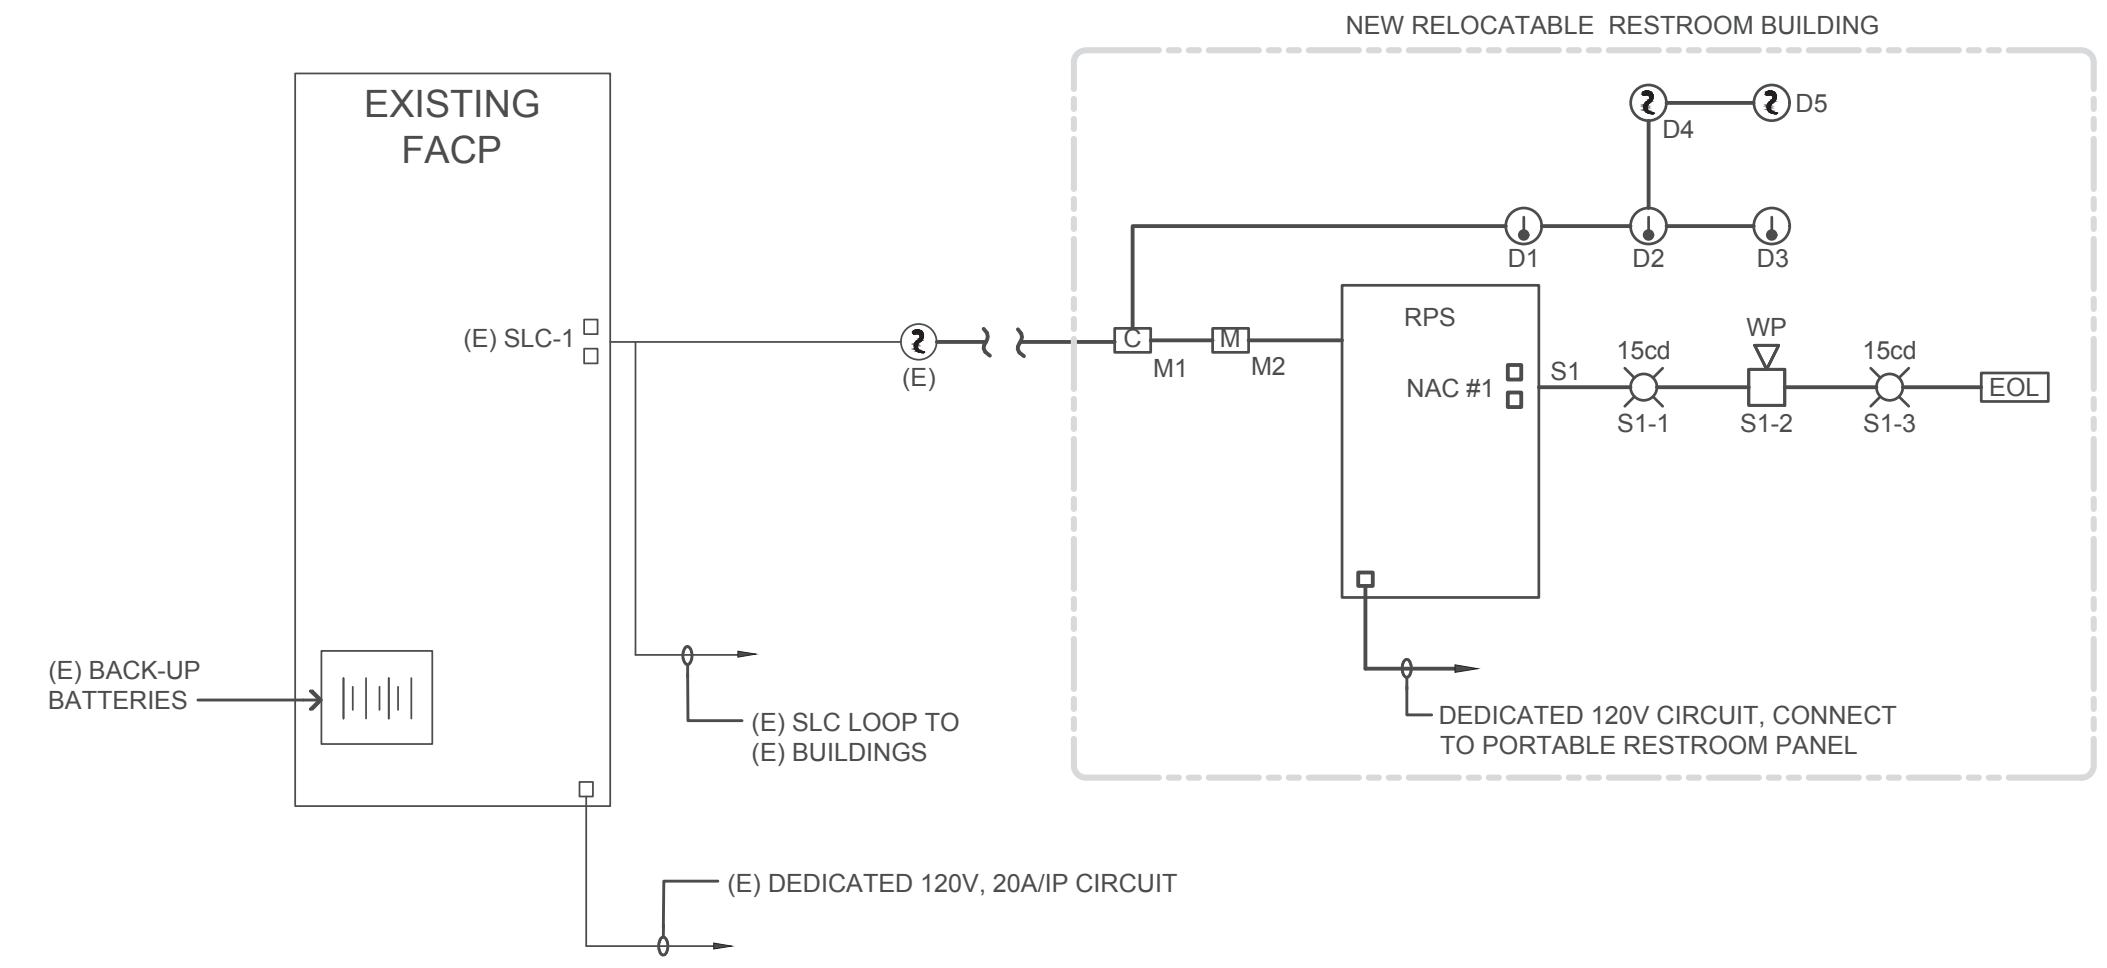 NEW RELOCATABLE RESTROOM BUILDING
EXISTING
FACP
D5
D4
D1
D2
D3
(E) SLC-1
(E)
C
M1
M
M2
RPS
NAC #1
S1
15cd
S1-1
WP
S1-2
15cd
S1-3
EOL
(E) BACK-UP
BATTERIES
(E) SLC LOOP TO
(E) BUILDINGS
DEDICATED 120V CIRCUIT, CONNECT
TO PORTABLE RESTROOM PANEL
(E) DEDICATED 120V, 20A/IP CIRCUIT